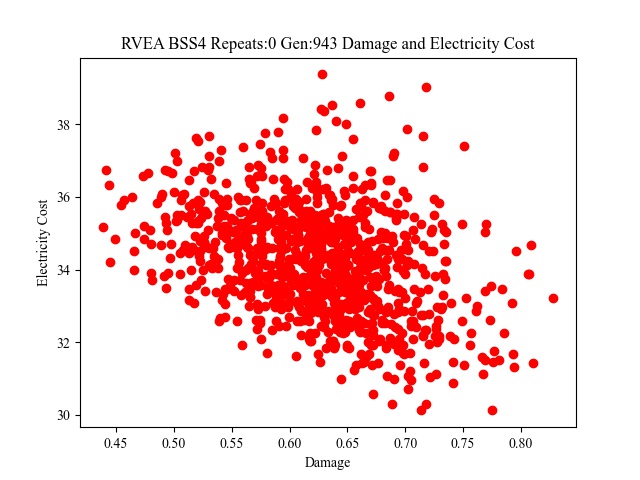 RVEA BSS4 Repeats:0 Gen:943 Damage and Electricity Cost
38
36
34
32
30
Electricity Cost
0.45 0.50 0.55 0.60 0.65 0.70 0.75 0.80
Damage